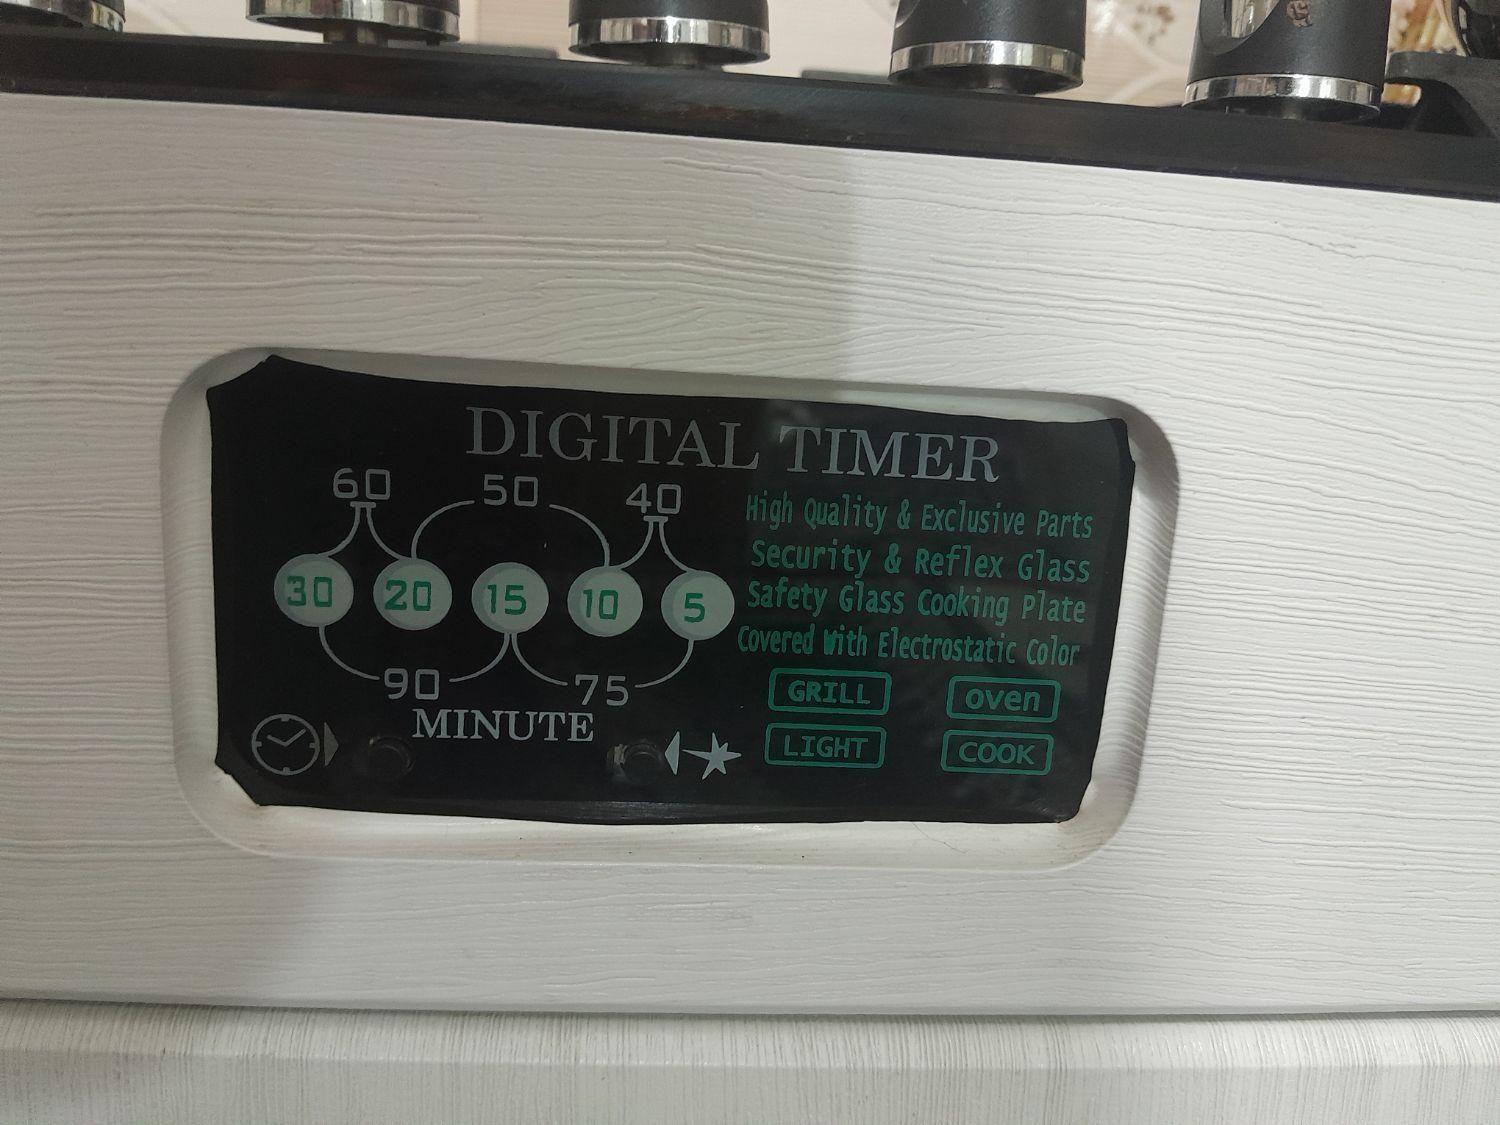 DIGITAL TIMER
60 50 40
30 20 15 10 5
90 75
MINUTE
High Quality & Exclusive Parts
Security & Reflex Glass
Safety Glass Cooking Plate
Covered With Electrostatic Color
GRILL oven
LIGHT COOK